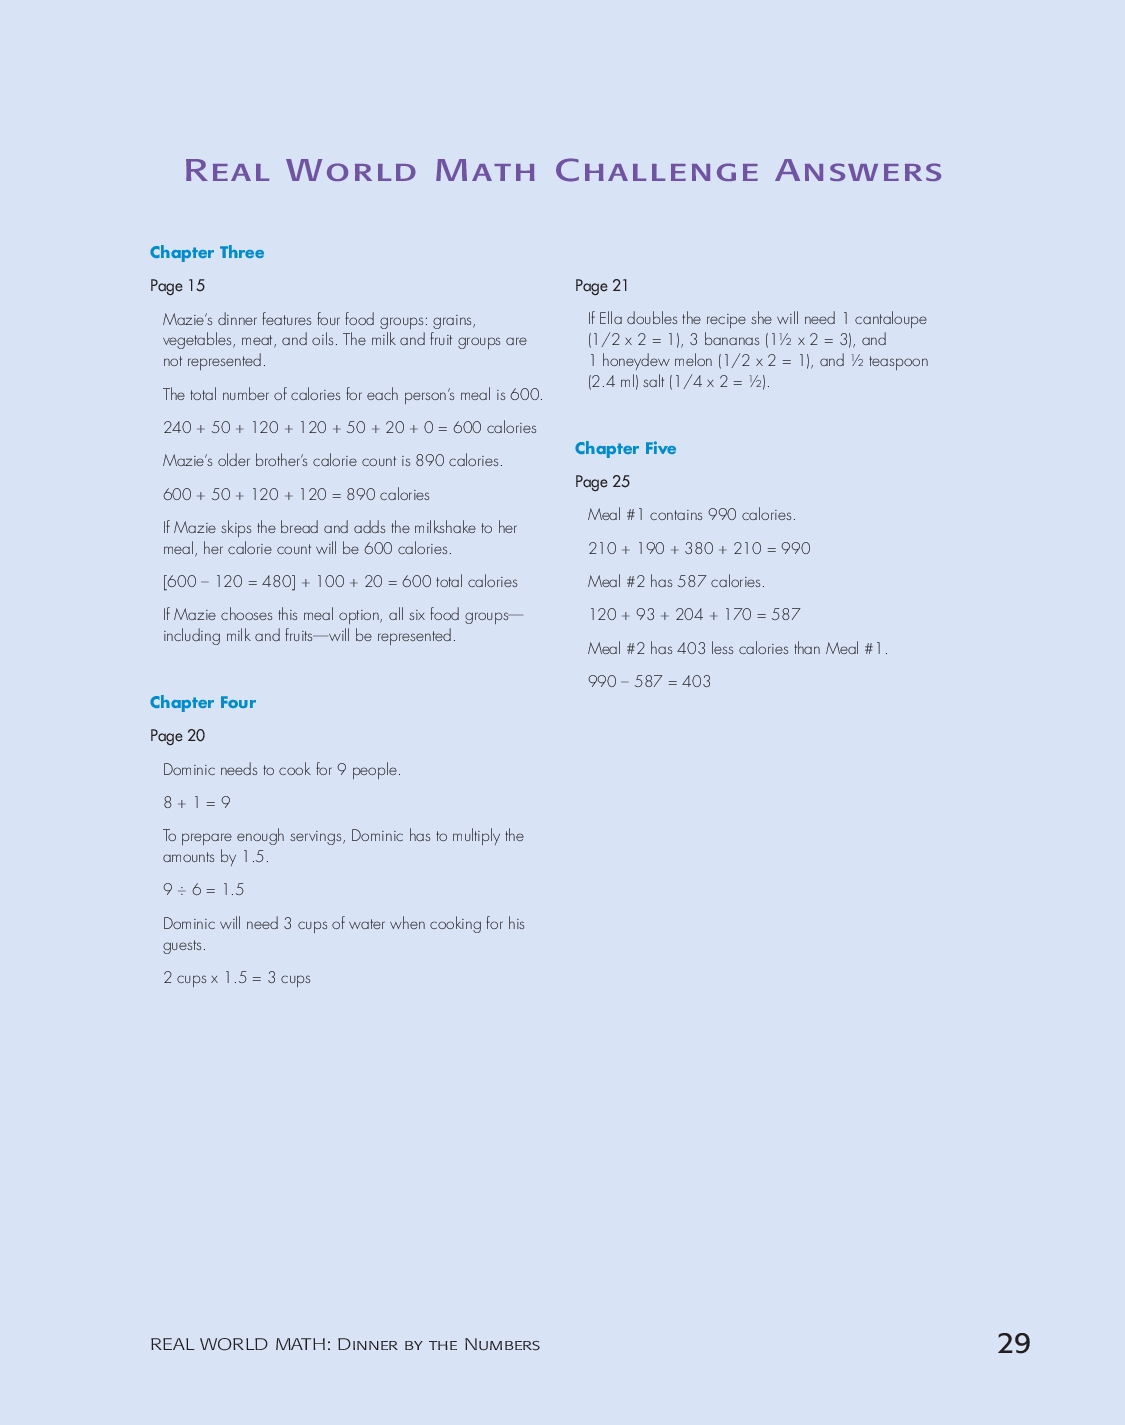 REAL WORLD MATH CHALLENGE ANSWERS
Chapter Three
Page 15
Mazie’s dinner features four food groups: grains,
vegetables, meat, and oils. The milk and fruit groups are
not represented.
The total number of calories for each person’s meal is 600.
240 + 50 + 120 + 120 + 50 + 20 + 0 = 600 calories
Mazie’s older brother’s calorie count is 890 calories.
600 + 50 + 120 + 120 = 890 calories
If Mazie skips the bread and adds the milkshake to her
meal, her calorie count will be 600 calories.
[600 – 120 = 480] + 100 + 20 = 600 total calories
If Mazie chooses this meal option, all six food groups—
including milk and fruits—will be represented.
Chapter Four
Page 20
Dominic needs to cook for 9 people.
8 + 1 = 9
To prepare enough servings, Dominic has to multiply the
amounts by 1.5.
9 ÷ 6 = 1.5
Dominic will need 3 cups of water when cooking for his
guests.
2 cups x 1.5 = 3 cups
Page 21
If Ella doubles the recipe she will need 1 cantaloupe
(1/2 x 2 = 1), 3 bananas (1½ x 2 = 3), and
1 honeydew melon (1/2 x 2 = 1), and ½ teaspoon
(2.4 ml) salt (1/4 x 2 = ½).
Chapter Five
Page 25
Meal #1 contains 990 calories.
210 + 190 + 380 + 210 = 990
Meal #2 has 587 calories.
120 + 93 + 204 + 170 = 587
Meal #2 has 403 less calories than Meal #1.
990 – 587 = 403
REAL WORLD MATH: DINNER BY THE NUMBERS
29